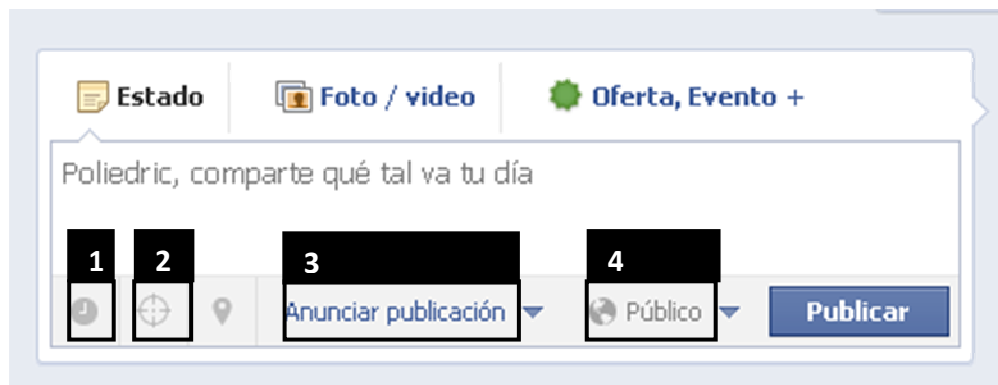 Estado Foto / video Oferta, Evento +
Poliedric, comparte qué tal va tu día
1 2 3 4
Anunciar publicación Público Publicar